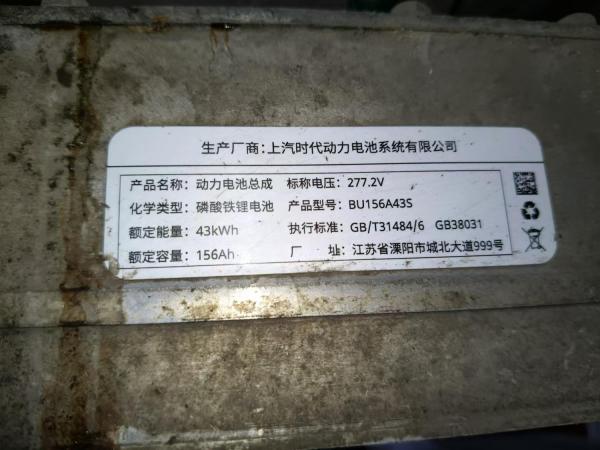 生产厂商:上汽时代动力电池系统有限公司
产品名称: 动力电池总成 标称电压: 277.2V
化学类型: 磷酸铁锂电池 产品型号: BU156A43S
额定能量: 43kWh 执行标准: GB/T31484/6 GB38031
额定容量: 156Ah 厂 址: 江苏省溧阳市城北大道999号